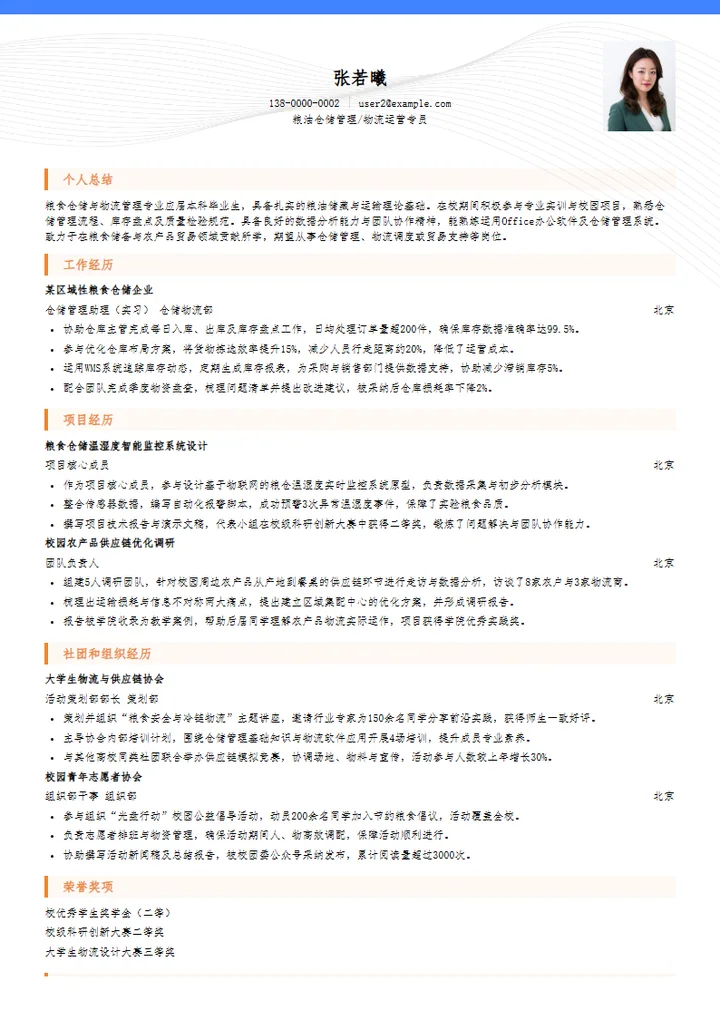 张若曦
138-0000-0002 | user2@example.com
粮油仓储管理/物流运营专员
个人总结
粮食仓储与物流管理专业应届本科毕业生，具备扎实的粮油储藏与运输理论基础。在校期间积极参与专业实训与校园项目，熟悉仓
储管理流程、库存盘点及质量检验规范。具备良好的数据分析能力与团队协作精神，能熟练运用Office办公软件及仓储管理系统。
致力于在粮食储备与农产品贸易领域贡献所学，期望从事仓储管理、物流调度或贸易支持等岗位。
工作经历
某区域性粮食仓储企业
仓储管理助理（实习） 仓储物流部 北京
• 协助仓库主管完成每日入库、出库及库存盘点工作，日均处理订单量超200件，确保库存数据准确率达99.5%。
• 参与优化仓库布局方案，将货物拣选效率提升15%，减少人员行走距离约20%，降低了运营成本。
• 运用WMS系统追踪库存动态，定期生成库存报表，为采购与销售部门提供数据支持，协助减少滞销库存5%。
• 配合团队完成季度物资盘查，梳理问题清单并提出改进建议，被采纳后仓库损耗率下降2%。
项目经历
粮食仓储温湿度智能监控系统设计
项目核心成员 北京
• 作为项目核心成员，参与设计基于物联网的粮仓温湿度实时监控系统原型，负责数据采集与初步分析模块。
• 整合传感器数据，编写自动化报警脚本，成功预警3次异常温湿度事件，保障了实验粮食品质。
• 撰写项目技术报告与演示文稿，代表小组在校级科研创新大赛中获得二等奖，锻炼了问题解决与团队协作能力。
校园农产品供应链优化调研
团队负责人 北京
• 组建5人调研团队，针对校园周边农产品从产地到餐桌的供应链环节进行走访与数据分析，访谈了8家农户与3家物流商。
• 梳理出运输损耗与信息不对称两大痛点，提出建立区域集配中心的优化方案，并形成调研报告。
• 报告被学院收录为教学案例，帮助后届同学理解农产品物流实际运作，项目获得学院优秀实践奖。
社团和组织经历
大学生物流与供应链协会
活动策划部部长 策划部 北京
• 策划并组织“粮食安全与冷链物流”主题讲座，邀请行业专家为150余名同学分享前沿实践，获得师生一致好评。
• 主导协会内部培训计划，围绕仓储管理基础知识与物流软件应用开展4场培训，提升成员专业素养。
• 与其他高校同类社团联合举办供应链模拟竞赛，协调场地、物料与宣传，活动参与人数较上年增长30%。
校园青年志愿者协会
组织部干事 组织部 北京
• 参与组织“光盘行动”校园公益倡导活动，动员200余名同学加入节约粮食倡议，活动覆盖全校。
• 负责志愿者排班与物资管理，确保活动期间人、物高效调配，保障活动顺利进行。
• 协助撰写活动新闻稿及总结报告，被校团委公众号采纳发布，累计阅读量超过3000次。
荣誉奖项
校优秀学生奖学金（二等）
校级科研创新大赛二等奖
大学生物流设计大赛三等奖